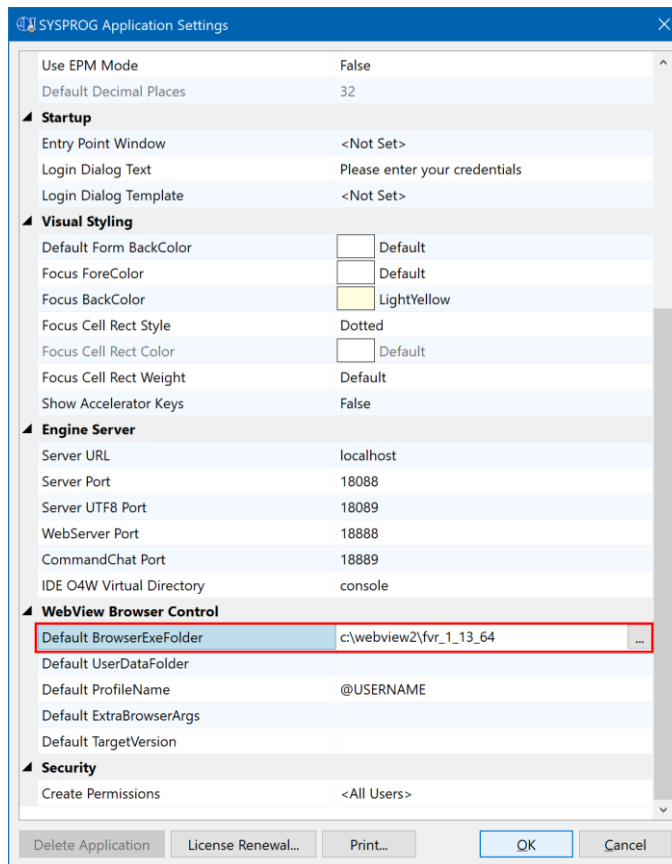 SYSPROG Application Settings
Use EPM Mode False
Default Decimal Places 32
Startup
Entry Point Window <Not Set>
Login Dialog Text Please enter your credentials
Login Dialog Template <Not Set>
Visual Styling
Default Form BackColor Default
Focus ForeColor Default
Focus BackColor LightYellow
Focus Cell Rect Style Dotted
Focus Cell Rect Color Default
Focus Cell Rect Weight Default
Show Accelerator Keys False
Engine Server
Server URL localhost
Server Port 18088
Server UTF8 Port 18089
WebServer Port 18888
CommandChat Port 18889
IDE O4W Virtual Directory console
WebView Browser Control
Default BrowserExeFolder c:\webview2\fvr_1_13_64 ...
Default UserDataFolder
Default ProfileName @USERNAME
Default ExtraBrowserArgs
Default TargetVersion
Security
Create Permissions <All Users>
Delete Application License Renewal... Print... OK Cancel